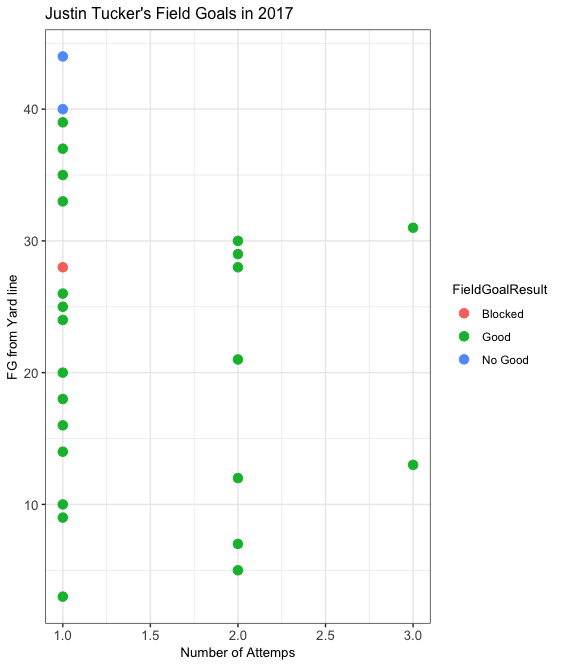 Justin Tucker's Field Goals in 2017
FG from Yard line
40
30
20
10
1.0 1.5 2.0 2.5 3.0
Number of Attemps
FieldGoalResult
Blocked
Good
No Good